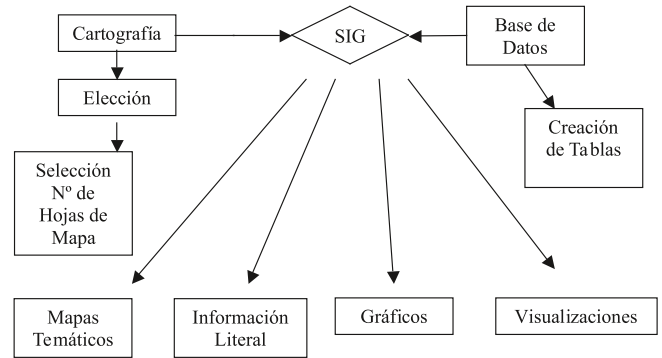 Cartografía
SIG
Base de
Datos
Elección
Creación
de Tablas
Selección
Nº de
Hojas de
Mapa
Mapas
Temáticos
Información
Literal
Gráficos
Visualizaciones